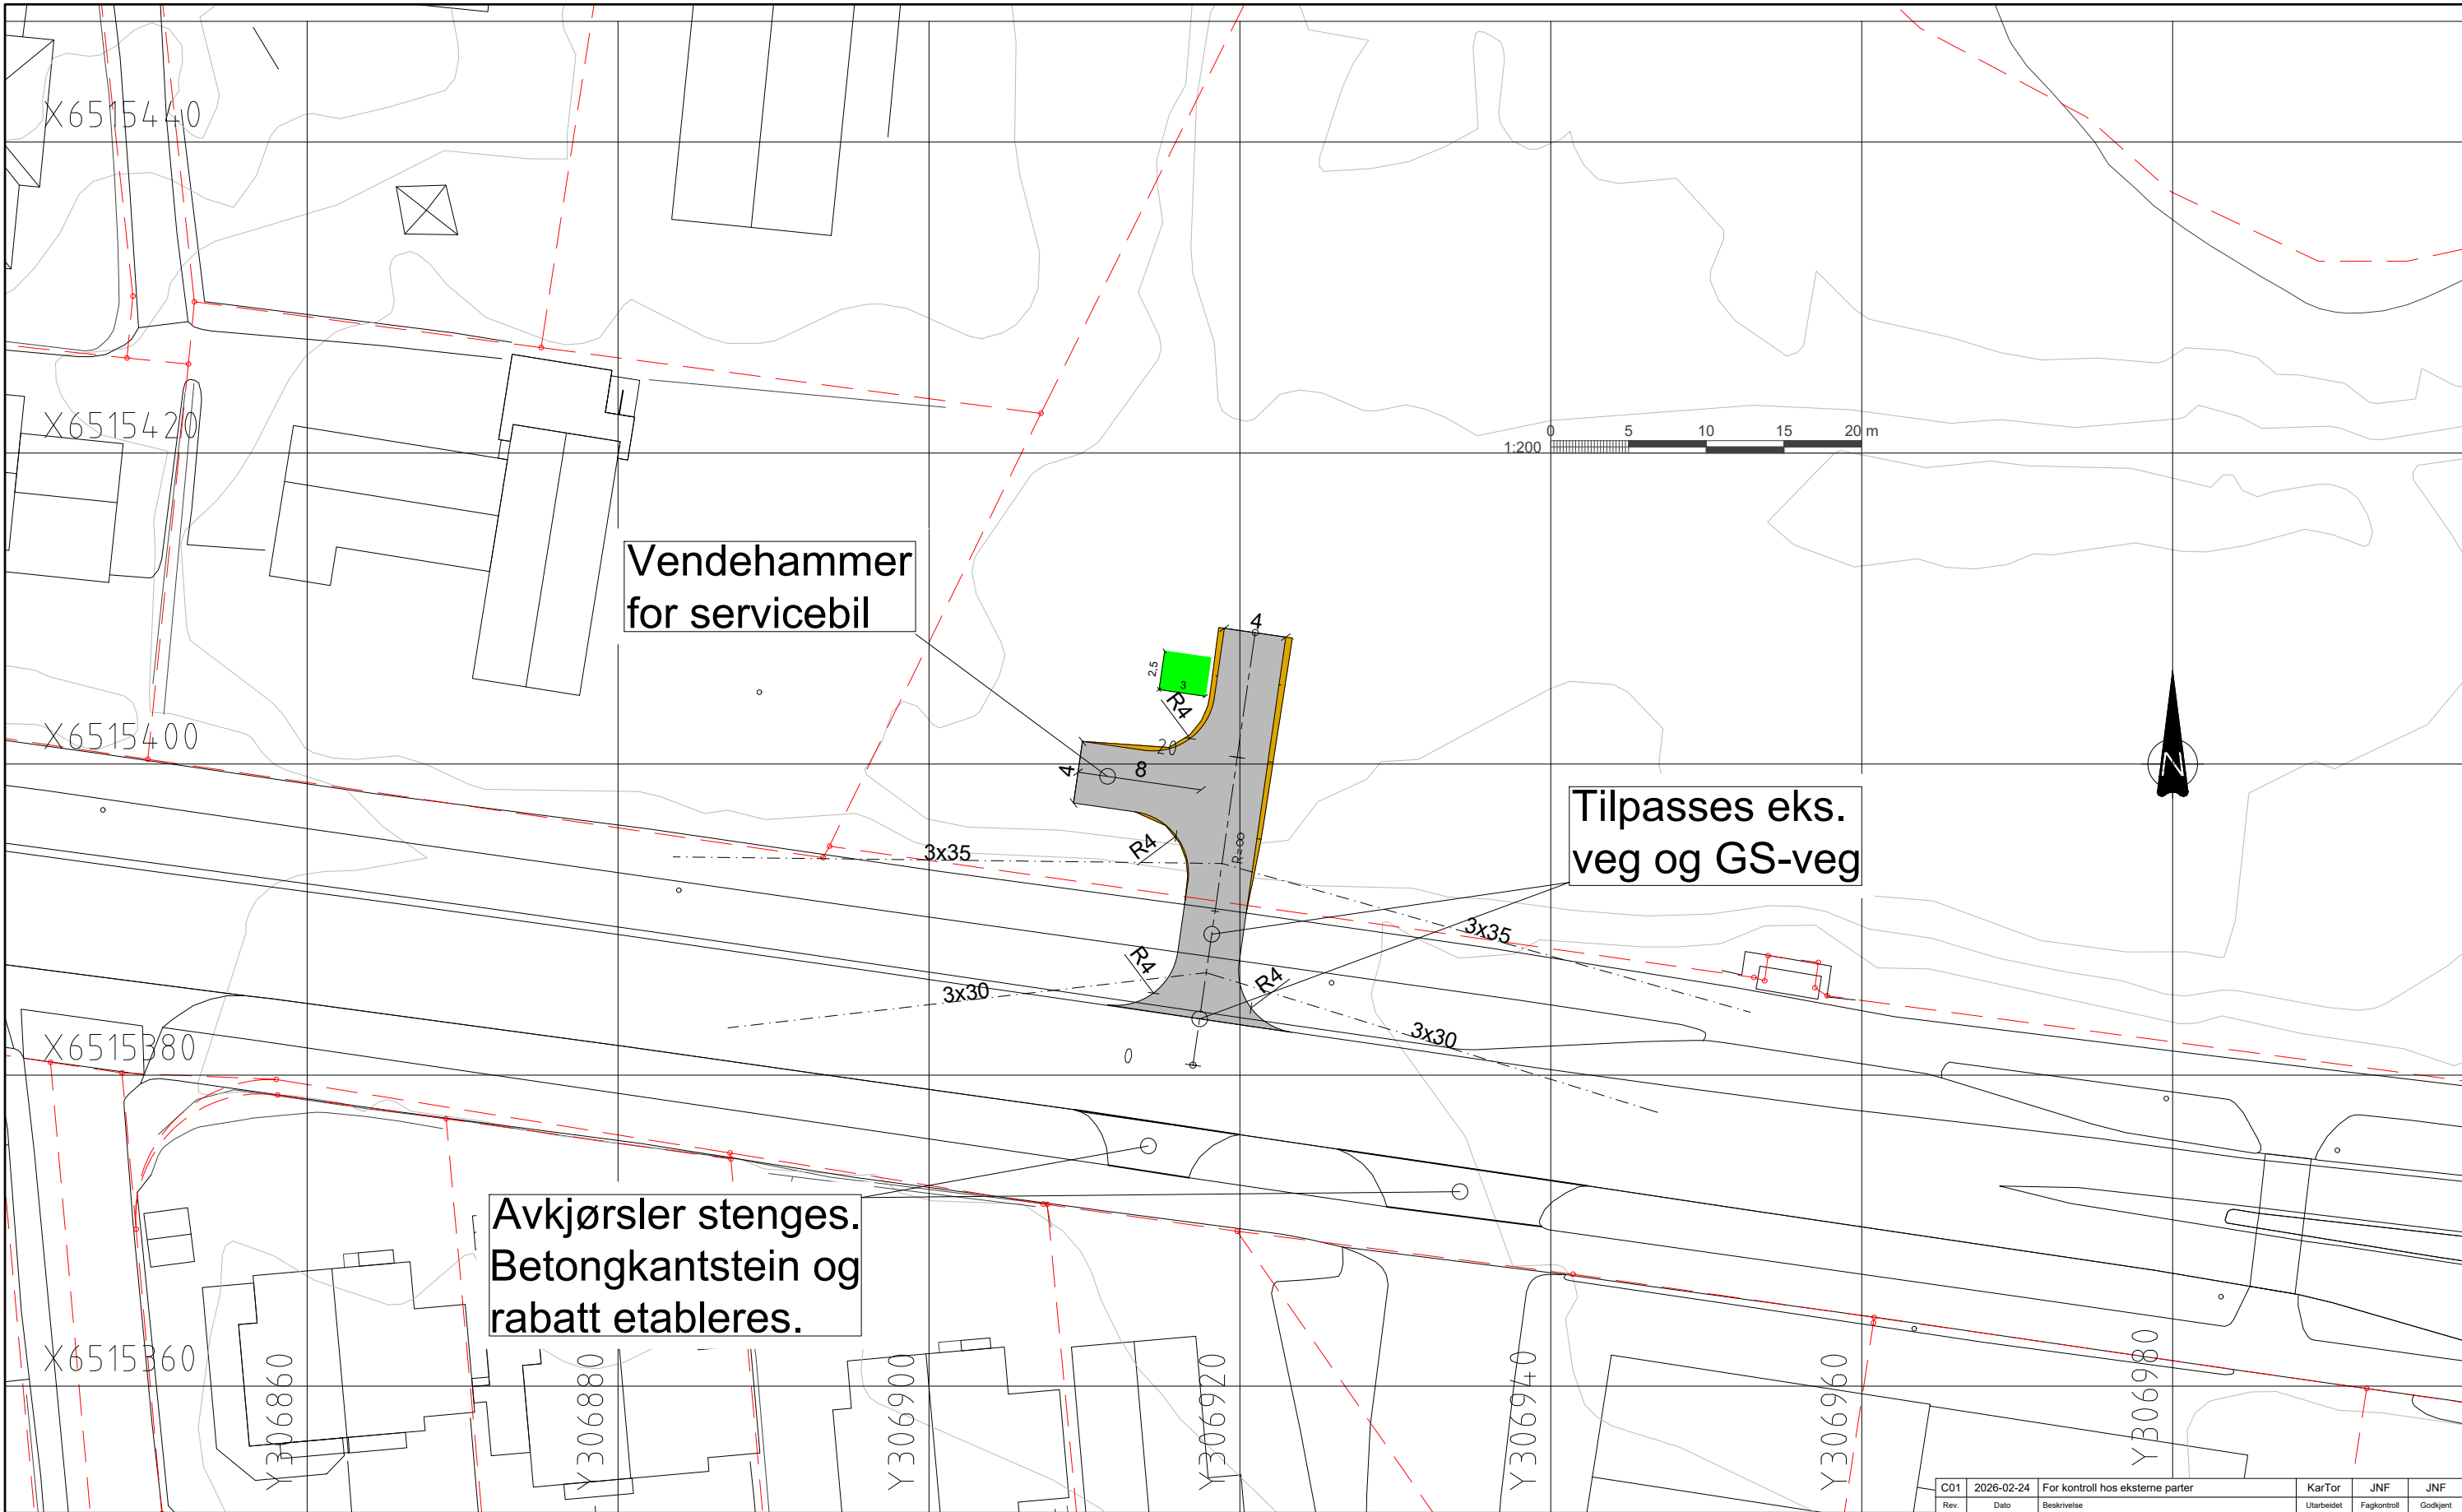 X6515440
X6515420
1:200
0 5 10 15 20 m
Vendehammer
for servicebil
4
2,5
3
R4
X6515400
20
8
4
N
Tilpasses eks.
veg og GS-veg
R4
R=∞
3x35
3x35
R4
R4
3x30
3x30
X6515380
0
Avkjørsler stenges.
Betongkantstein og
rabatt etableres.
X6515360
Y306860
Y306880
Y306900
Y306920
Y306940
Y306960
Y306980
C01 2026-02-24 For kontroll hos eksterne parter KarTor JNF JNF
Rev. Dato Beskrivelse Utarbeidet Fagkontroll Godkjent